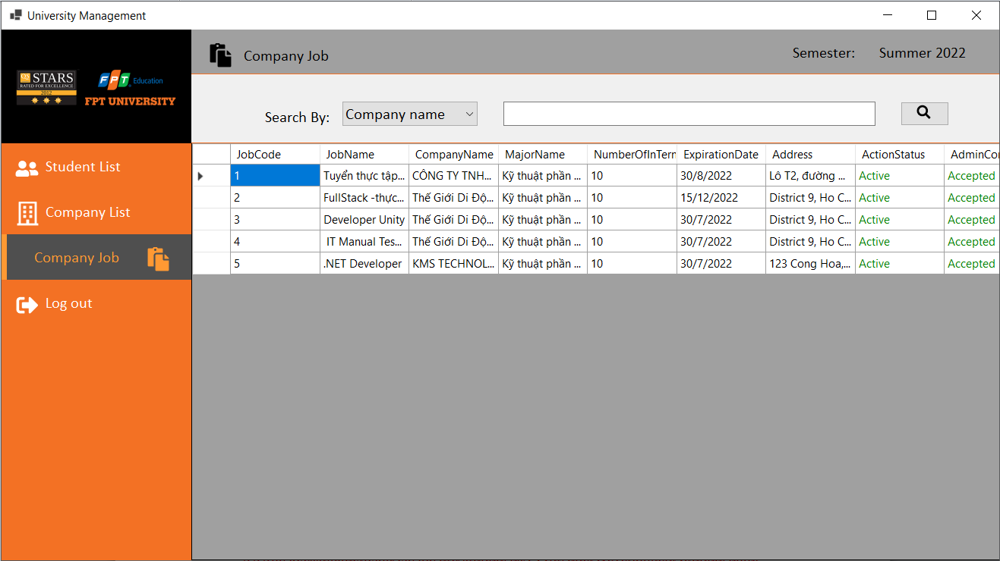 University Management
QS STARS
RATED FOR EXCELLENCE
2012
FPT Education
FPT UNIVERSITY
Company Job
Semester: Summer 2022
Search By: Company name
Student List
Company List
Company Job
Log out
JobCode JobName CompanyName MajorName NumberOfInTern ExpirationDate Address ActionStatus AdminCon
1 Tuyển thực tập... CÔNG TY TNH... Kỹ thuật phần ... 10 30/8/2022 Lô T2, đường ... Active Accepted
2 FullStack -thực... Thế Giới Di Độ... Kỹ thuật phần ... 10 15/12/2022 District 9, Ho C... Active Accepted
3 Developer Unity Thế Giới Di Độ... Kỹ thuật phần ... 10 30/7/2022 District 9, Ho C... Active Accepted
4 IT Manual Tes... Thế Giới Di Độ... Kỹ thuật phần ... 10 30/7/2022 District 9, Ho C... Active Accepted
5 .NET Developer KMS TECHNOL... Kỹ thuật phần ... 10 30/7/2022 123 Cong Hoa,... Active Accepted